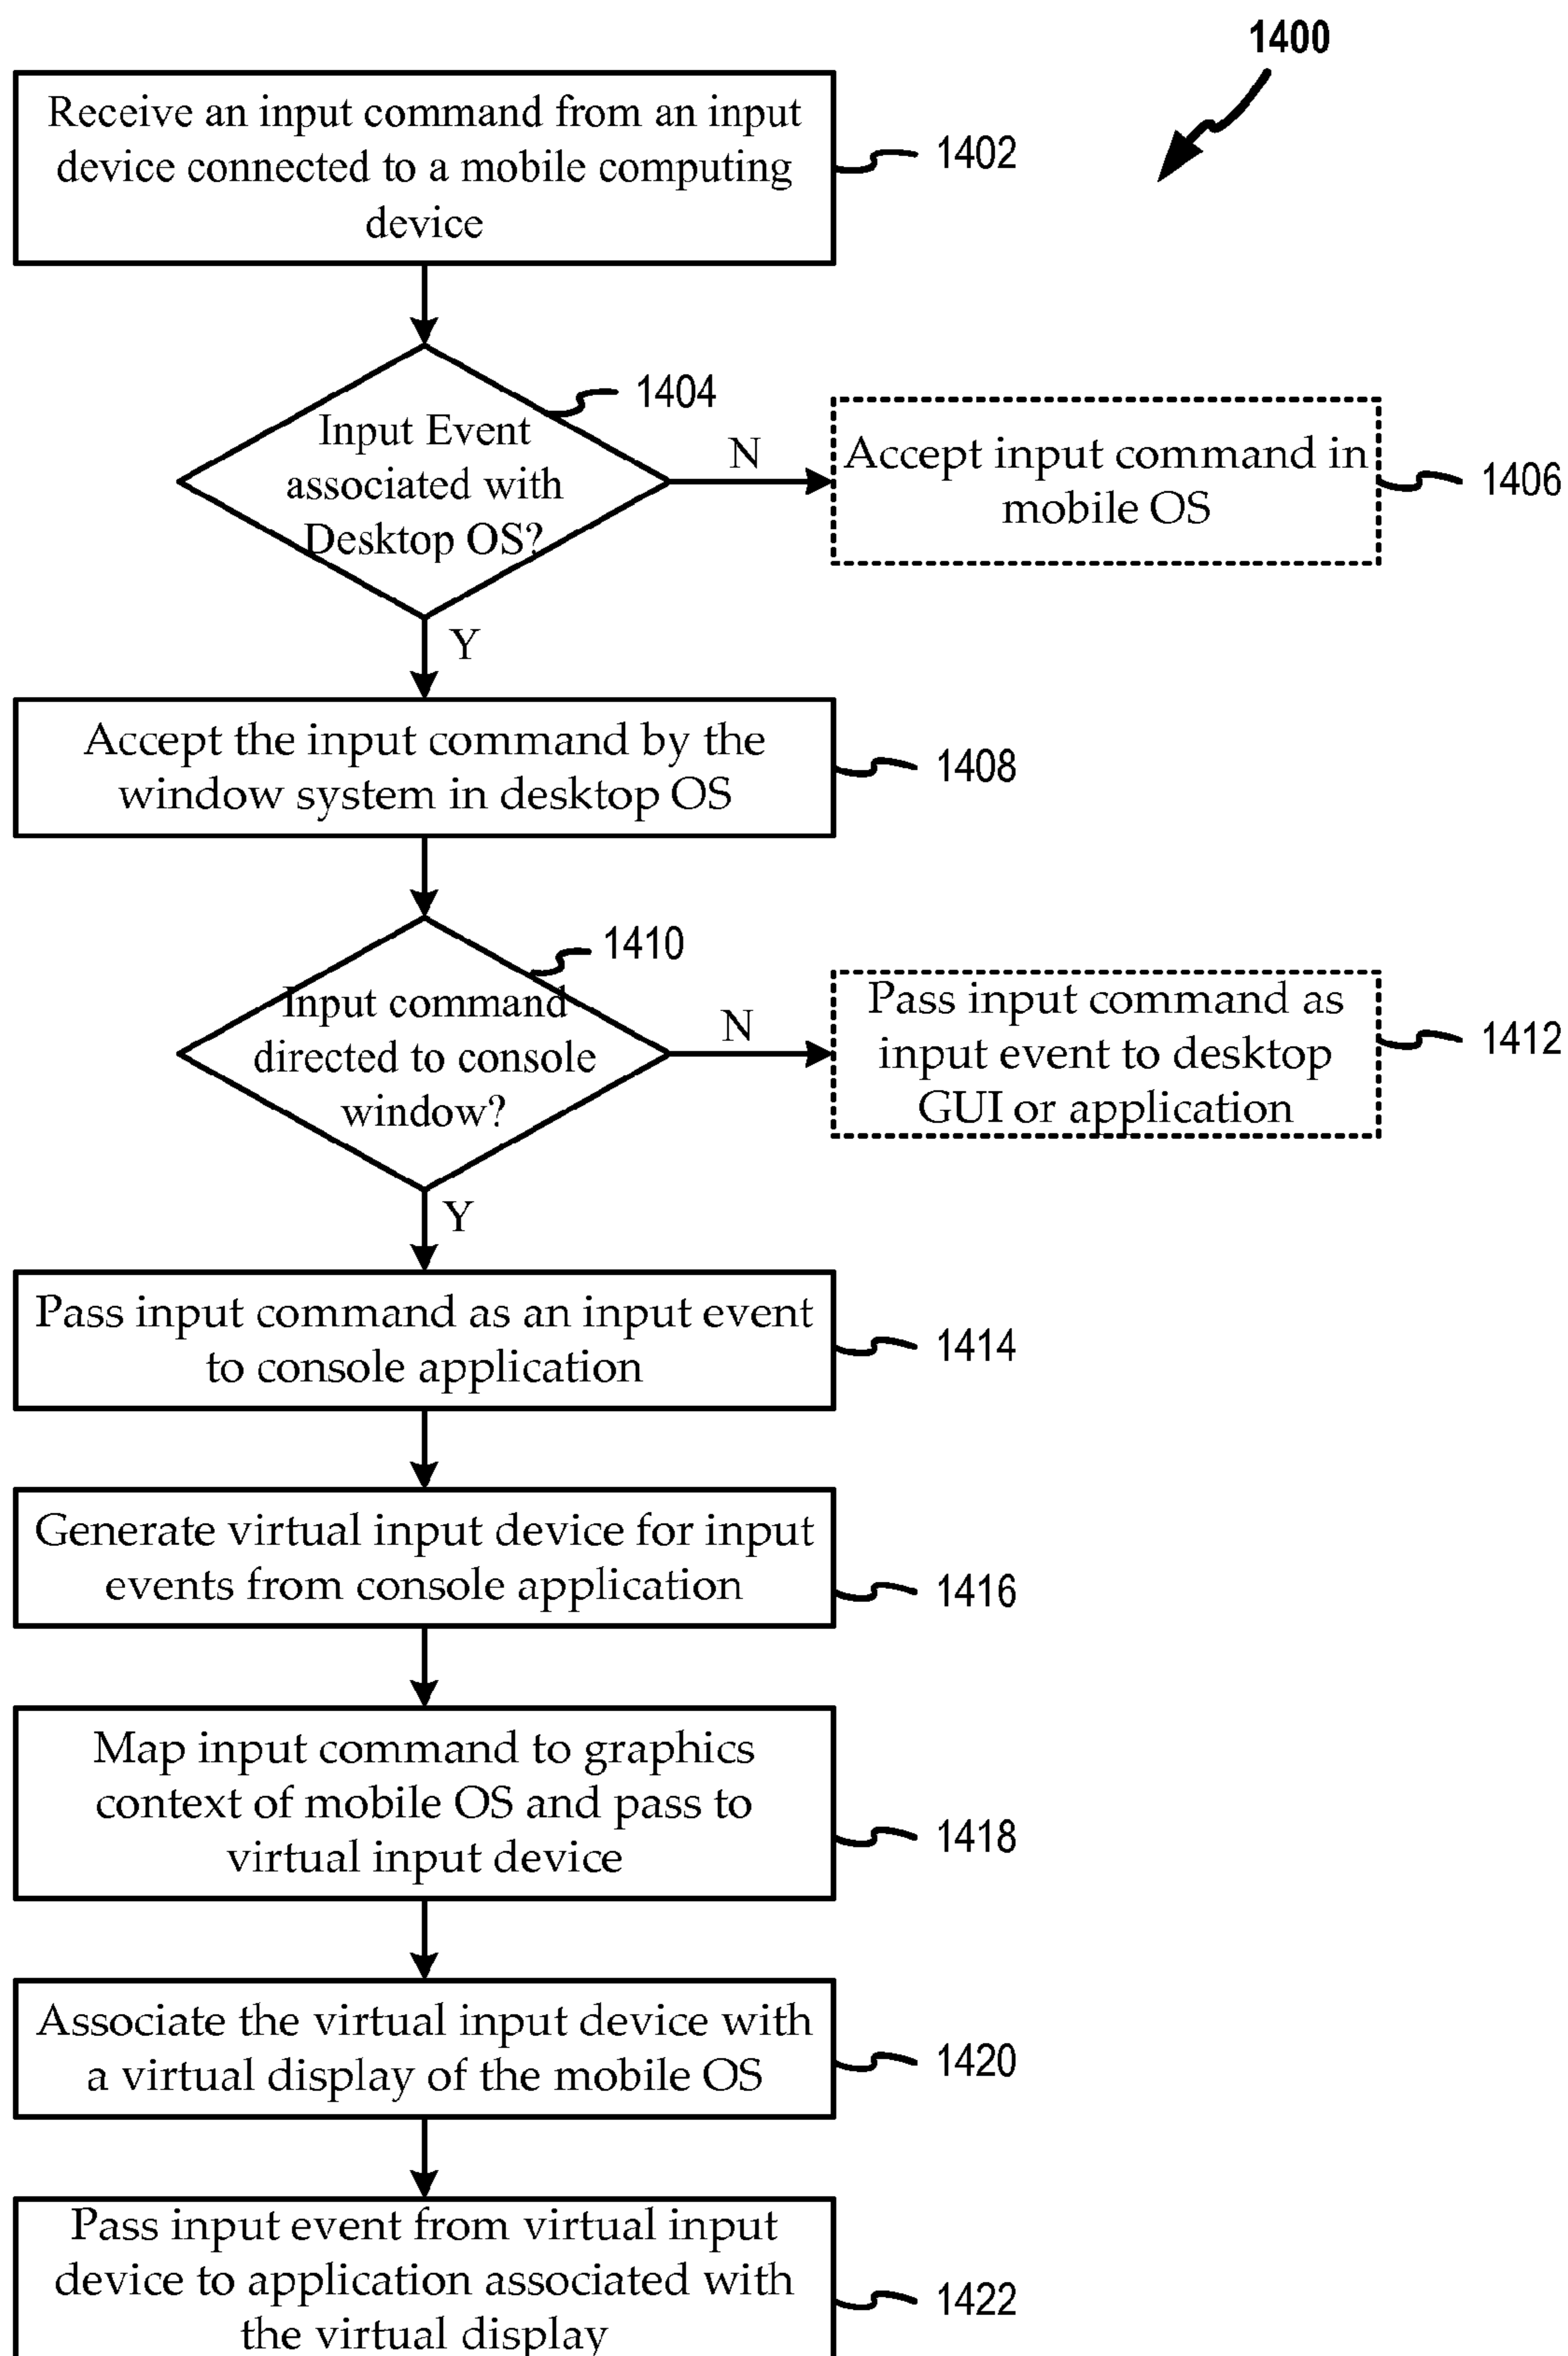 1400
Receive an input command from an input
device connected to a mobile computing
device
1402
1404
Input Event
associated with
Desktop OS?
N
Accept input command in
mobile OS
1406
Y
Accept the input command by the
window system in desktop OS
1408
1410
Input command
directed to console
window?
N
Pass input command as
input event to desktop
GUI or application
1412
Y
Pass input command as an input event
to console application
1414
Generate virtual input device for input
events from console application
1416
Map input command to graphics
context of mobile OS and pass to
virtual input device
1418
Associate the virtual input device with
a virtual display of the mobile OS
1420
Pass input event from virtual input
device to application associated with
the virtual display
1422